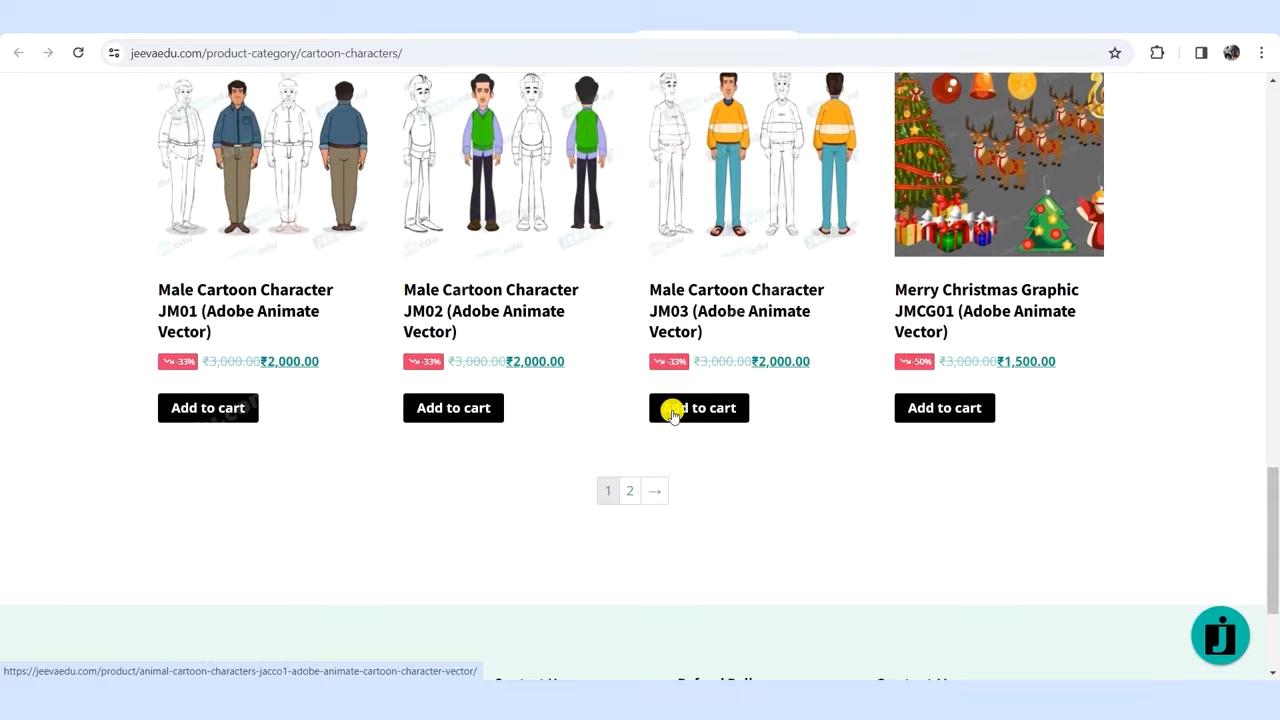 jeevaedu.com/product-category/cartoon-characters/
Male Cartoon Character
JM01 (Adobe Animate
Vector)
-33% ₹3,000.00₹2,000.00
Add to cart
Male Cartoon Character
JM02 (Adobe Animate
Vector)
-33% ₹3,000.00₹2,000.00
Add to cart
Male Cartoon Character
JM03 (Adobe Animate
Vector)
-33% ₹3,000.00₹2,000.00
to cart
Merry Christmas Graphic
JMCG01 (Adobe Animate
Vector)
-50% ₹3,000.00₹1,500.00
Add to cart
1 2 →
https://jeevaedu.com/product/animal-cartoon-characters-jacco1-adobe-animate-cartoon-character-vector/